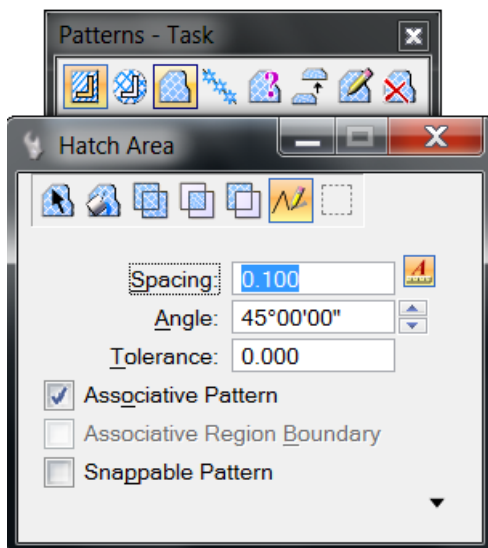 Patterns - Task
Hatch Area
Spacing: 0.100
Angle: 45°00'00"
Tolerance: 0.000
Associative Pattern
Associative Region Boundary
Snappable Pattern